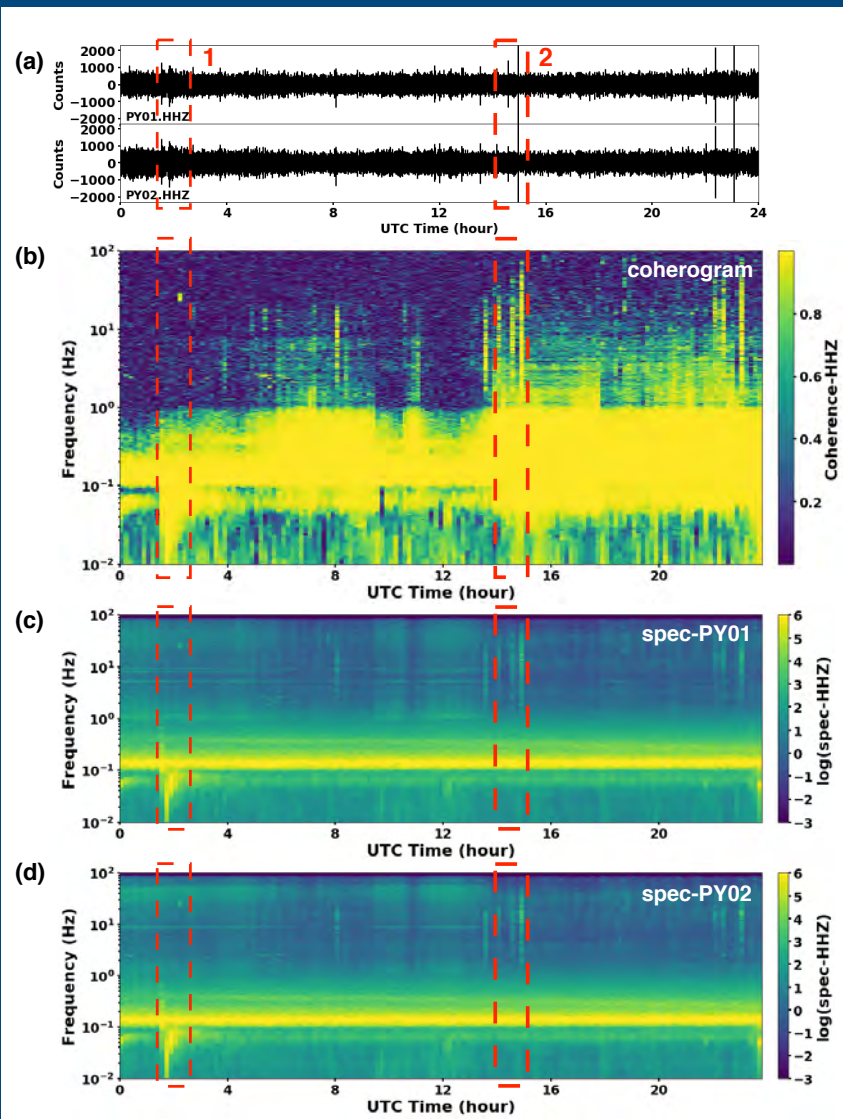 (a)
1
2
Counts
2000
1000
0
−1000
−2000
PY01.HHZ
Counts
2000
1000
0
−1000
−2000
PY02.HHZ
0 4 8 12 16 20 24
UTC Time (hour)
(b)
coherogram
Frequency (Hz)
10²
10¹
10⁰
10⁻¹
10⁻²
0 4 8 12 16 20
UTC Time (hour)
0.8
0.6
0.4
0.2
Coherence-HHZ
(c)
spec-PY01
Frequency (Hz)
10²
10¹
10⁰
10⁻¹
10⁻²
0 4 8 12 16 20
UTC Time (hour)
6
5
4
3
2
1
0
−1
−2
−3
log(spec-HHZ)
(d)
spec-PY02
Frequency (Hz)
10²
10¹
10⁰
10⁻¹
10⁻²
0 4 8 12 16 20
UTC Time (hour)
6
5
4
3
2
1
0
−1
−2
−3
log(spec-HHZ)